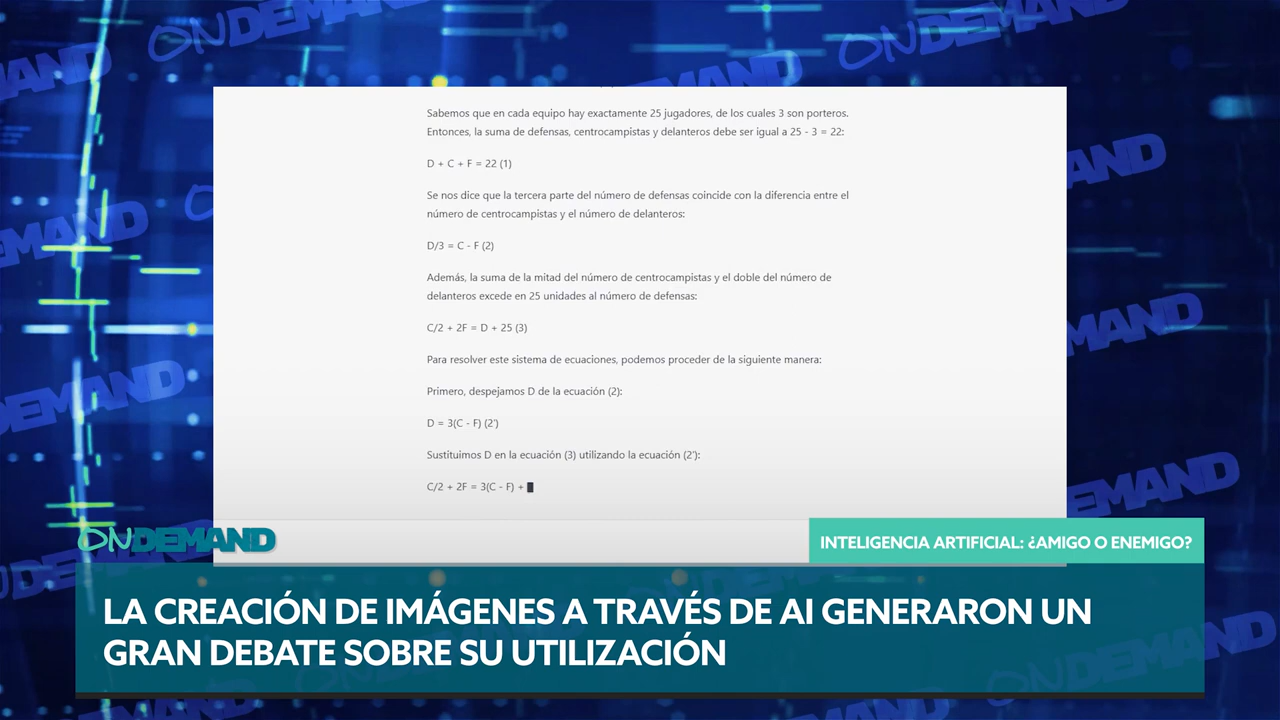 Sabemos que en cada equipo hay exactamente 25 jugadores, de los cuales 3 son porteros.
Entonces, la suma de defensas, centrocampistas y delanteros debe ser igual a 25 - 3 = 22:
D + C + F = 22 (1)
Se nos dice que la tercera parte del número de defensas coincide con la diferencia entre el
número de centrocampistas y el número de delanteros:
D/3 = C - F (2)
Además, la suma de la mitad del número de centrocampistas y el doble del número de
delanteros excede en 25 unidades al número de defensas:
C/2 + 2F = D + 25 (3)
Para resolver este sistema de ecuaciones, podemos proceder de la siguiente manera:
Primero, despejamos D de la ecuación (2):
D = 3(C - F) (2')
Sustituimos D en la ecuación (3) utilizando la ecuación (2'):
C/2 + 2F = 3(C - F) +
ONDEMAND
INTELIGENCIA ARTIFICIAL: ¿AMIGO O ENEMIGO?
LA CREACIÓN DE IMÁGENES A TRAVÉS DE AI GENERARON UN
GRAN DEBATE SOBRE SU UTILIZACIÓN